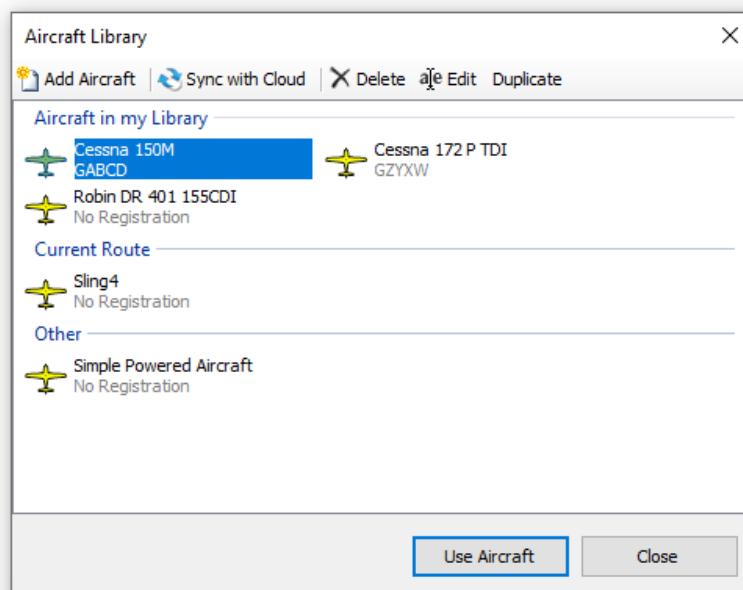 Aircraft Library
Add Aircraft Sync with Cloud Delete Edit Duplicate
Aircraft in my Library
Cessna 150M Cessna 172 P TDI
GABCD GZYXW
Robin DR 401 155CDI
No Registration
Current Route
Sling4
No Registration
Other
Simple Powered Aircraft
No Registration
Use Aircraft Close